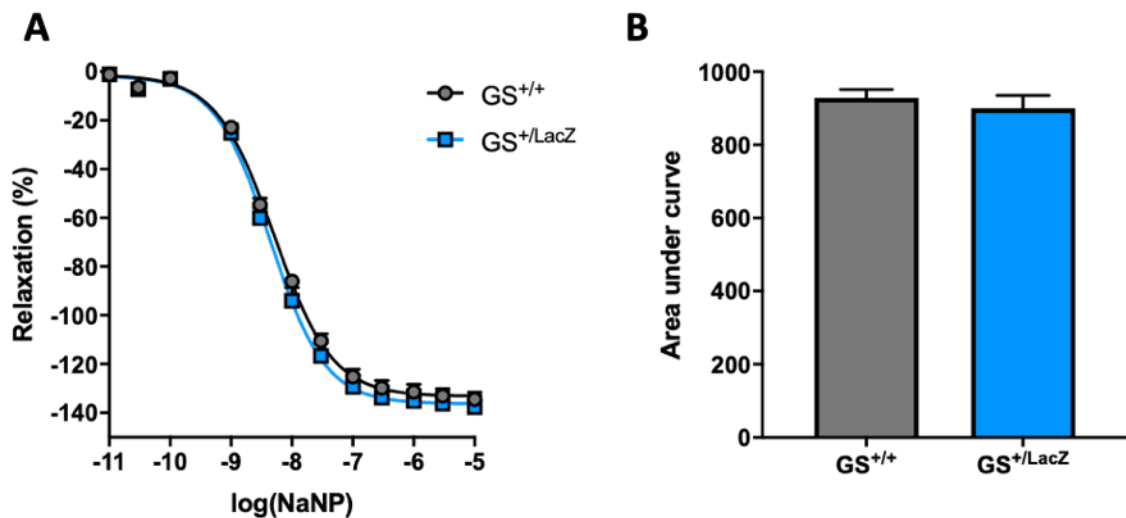 A
0
-20
-40
-60
-80
-100
-120
-140
Relaxation (%)
-11 -10 -9 -8 -7 -6 -5
log(NaNP)
GS+/+
GS+/LacZ
B
1000
800
600
400
200
0
Area under curve
GS+/+ GS+/LacZ